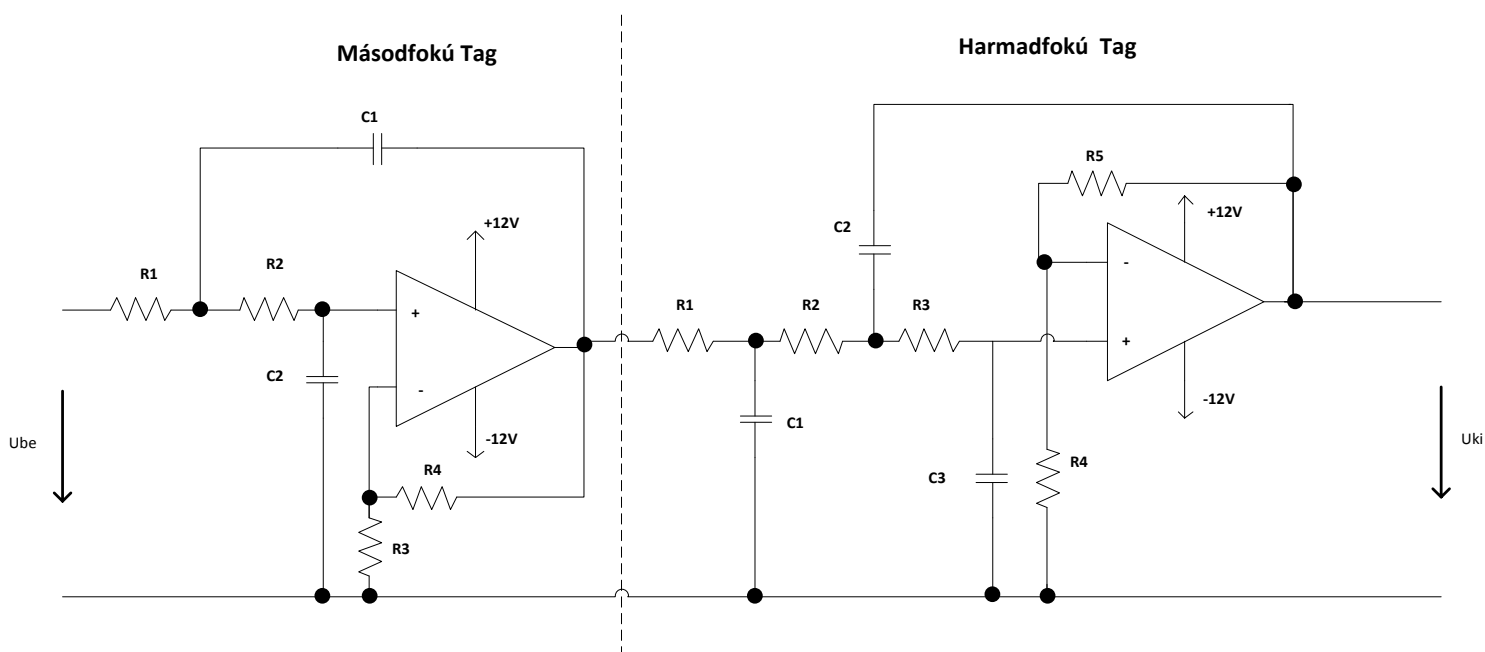 Másodfokú Tag
Harmadfokú Tag
C1
R1
R2
+12V
+
C2
-
-12V
R4
R3
Ube
R5
+12V
C2
-
R1
R2
R3
+
-12V
C1
C3
R4
Uki